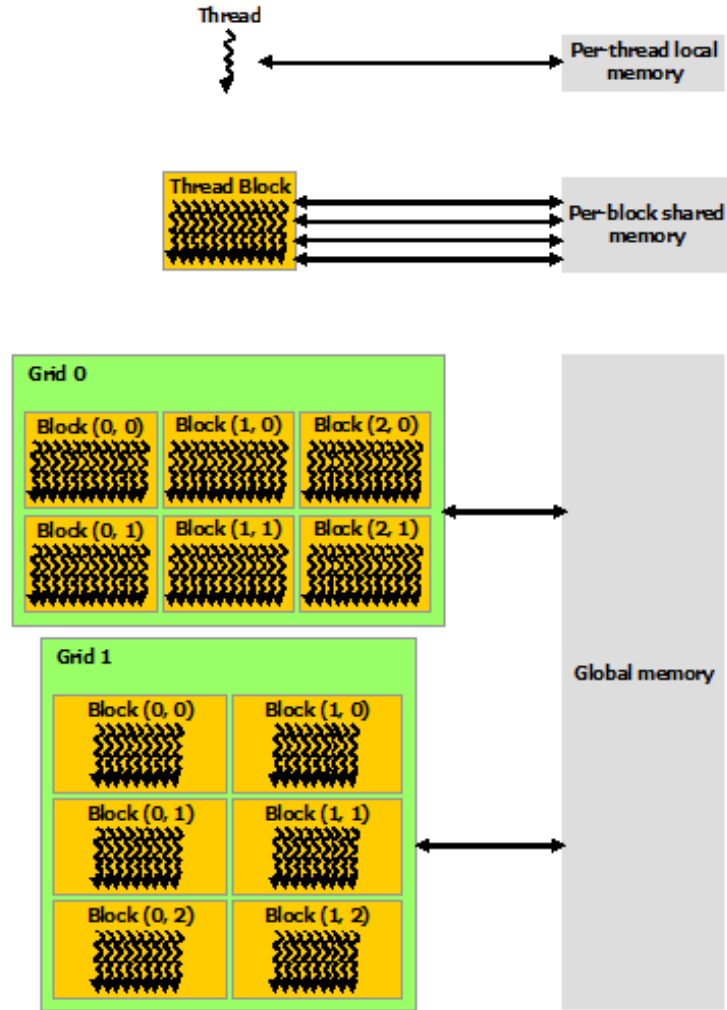 Thread
Per-thread local
memory
Thread Block
Per-block shared
memory
Grid 0
Block (0, 0) Block (1, 0) Block (2, 0)
Block (0, 1) Block (1, 1) Block (2, 1)
Grid 1
Global memory
Block (0, 0) Block (1, 0)
Block (0, 1) Block (1, 1)
Block (0, 2) Block (1, 2)